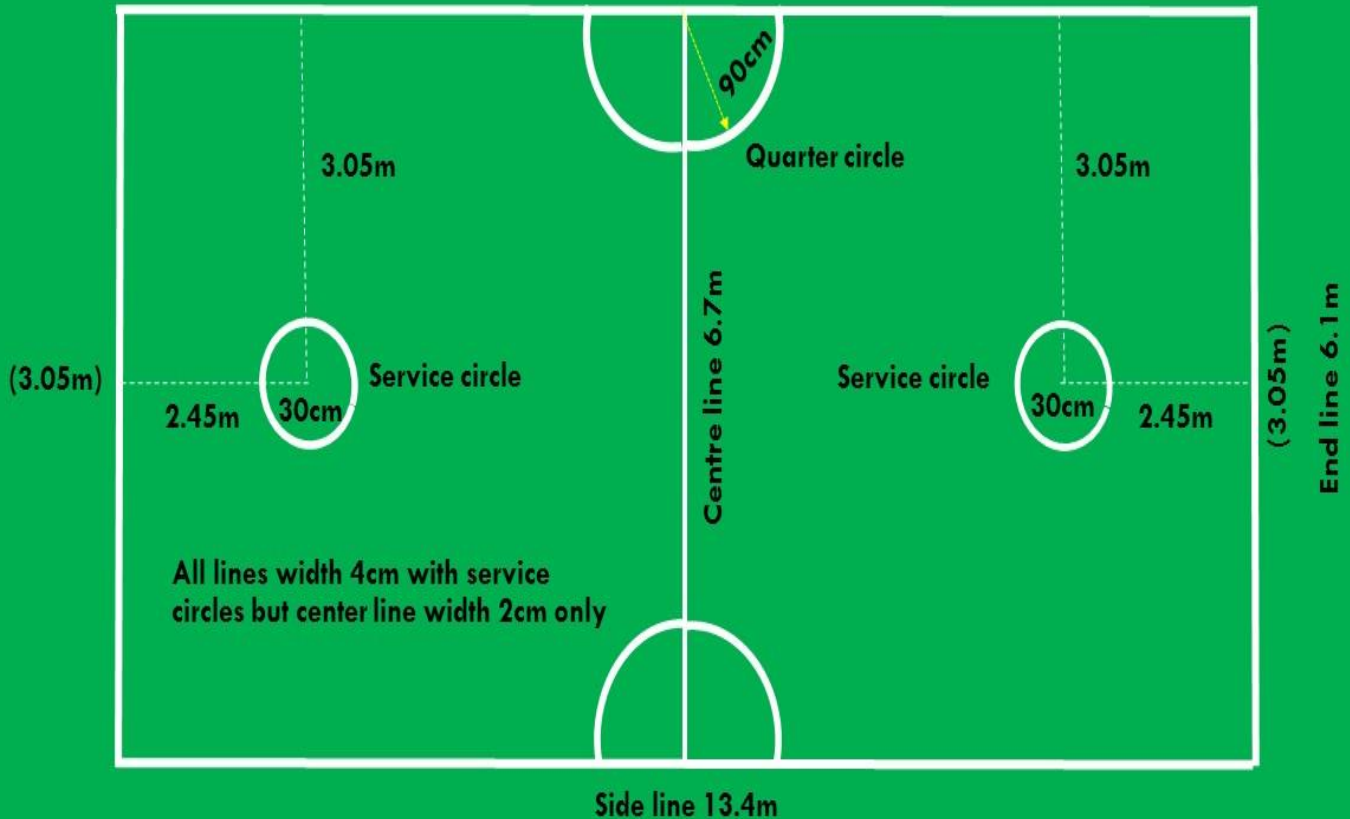 90cm
Quarter circle
3.05m
3.05m
(3.05m)
Service circle
2.45m
30cm
Centre line 6.7m
Service circle
30cm
2.45m
(3.05m)
End line 6.1m
All lines width 4cm with service
circles but center line width 2cm only
Side line 13.4m